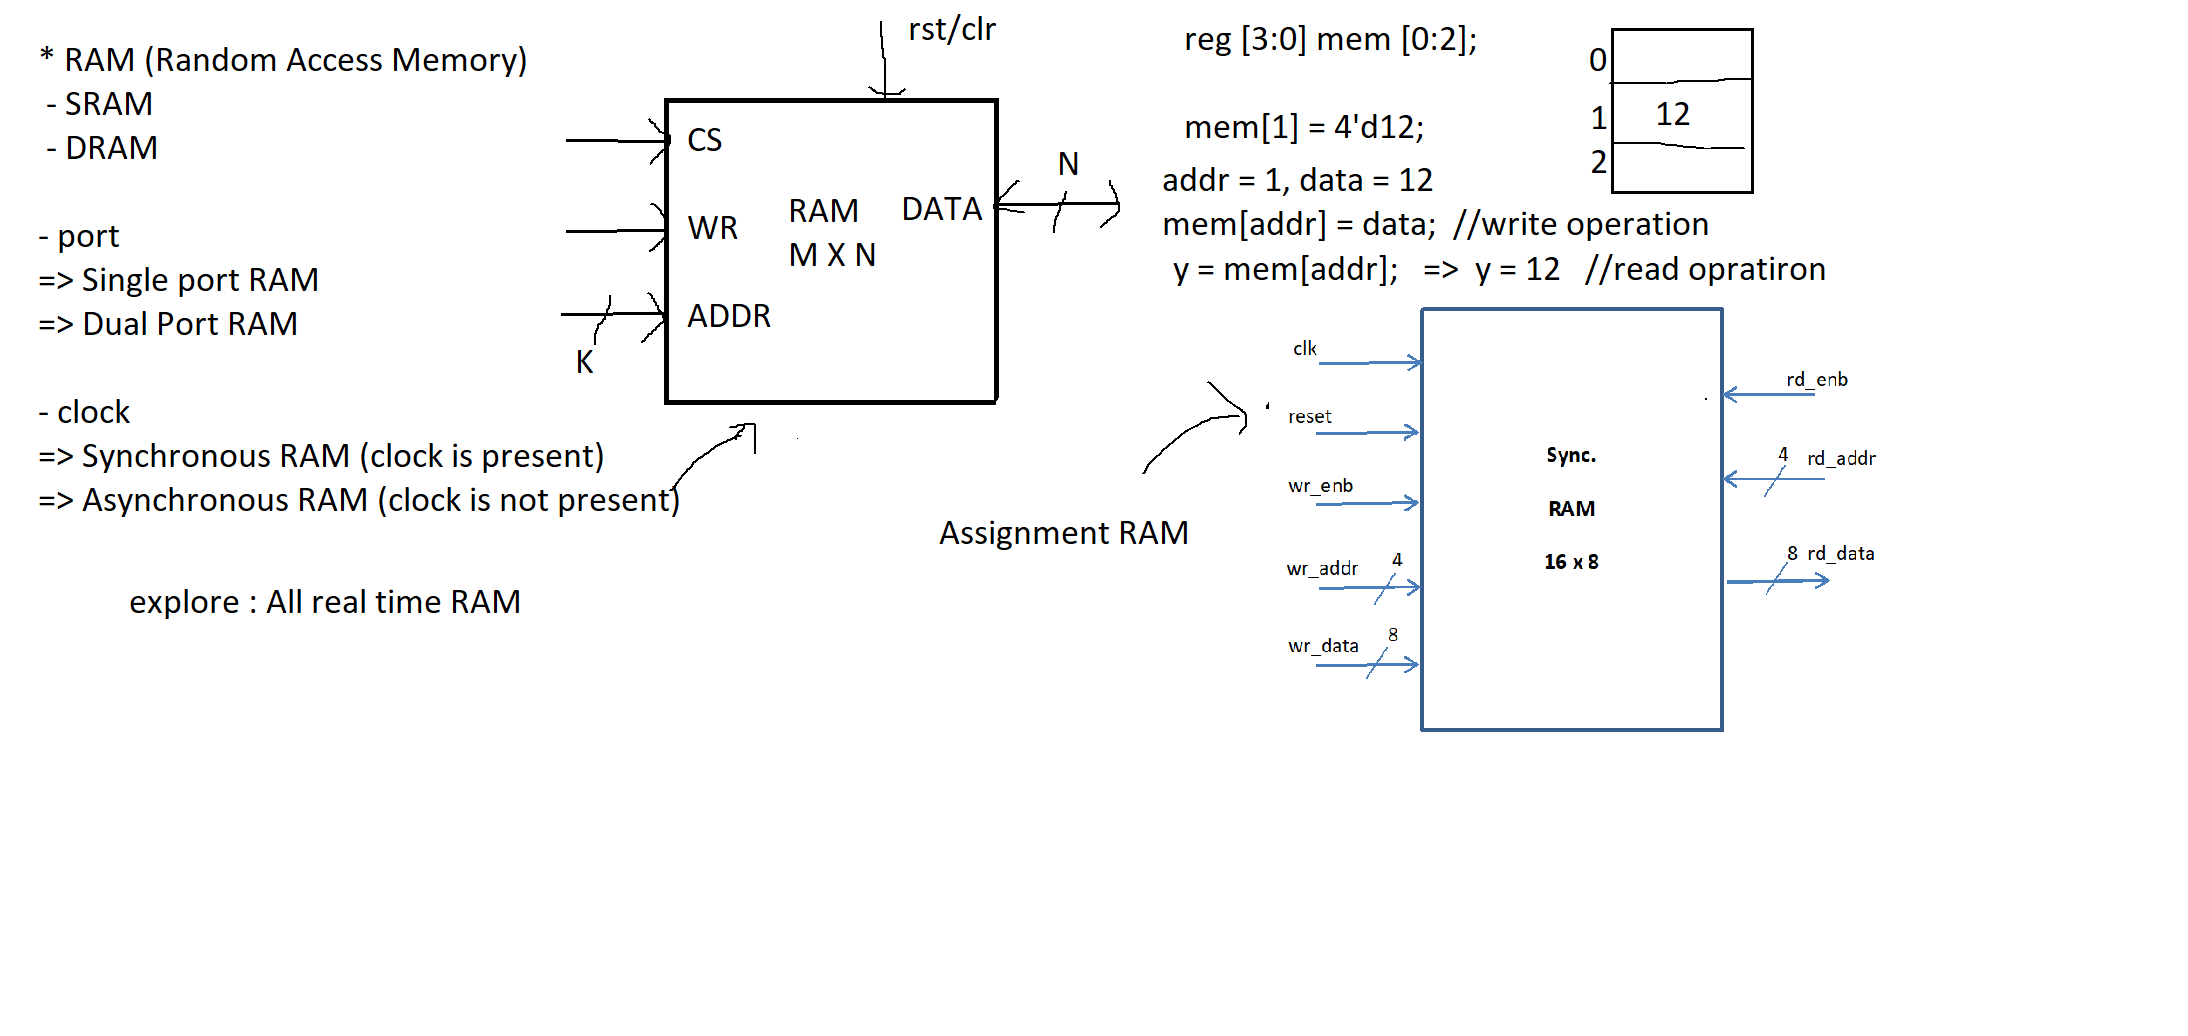 * RAM (Random Access Memory)
- SRAM
- DRAM
- port
=> Single port RAM
=> Dual Port RAM
- clock
=> Synchronous RAM (clock is present)
=> Asynchronous RAM (clock is not present)
explore : All real time RAM
rst/clr
CS
WR
ADDR
K
RAM
M X N
DATA
N
Assignment RAM
reg [3:0] mem [0:2];
mem[1] = 4'd12;
addr = 1, data = 12
mem[addr] = data; //write operation
y = mem[addr]; => y = 12 //read opratiron
0
1 12
2
clk
reset
wr_enb
wr_addr 4
wr_data 8
Sync.
RAM
16 x 8
rd_enb
4 rd_addr
8 rd_data